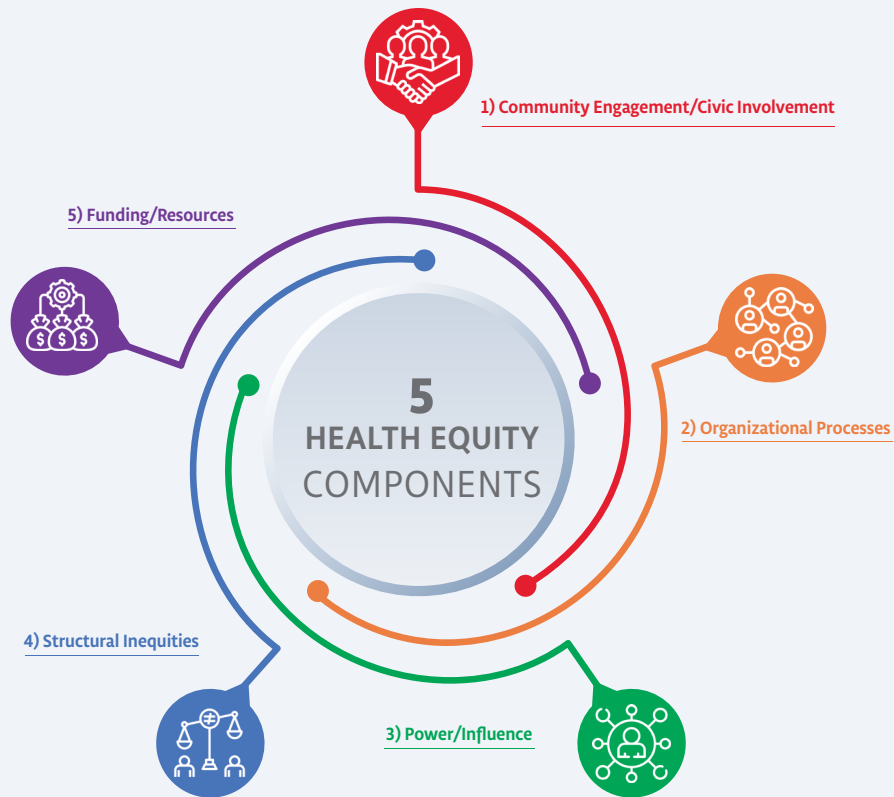 1) Community Engagement/Civic Involvement
5) Funding/Resources
5
HEALTH EQUITY
COMPONENTS
2) Organizational Processes
4) Structural Inequities
3) Power/Influence
$ $ $
≠